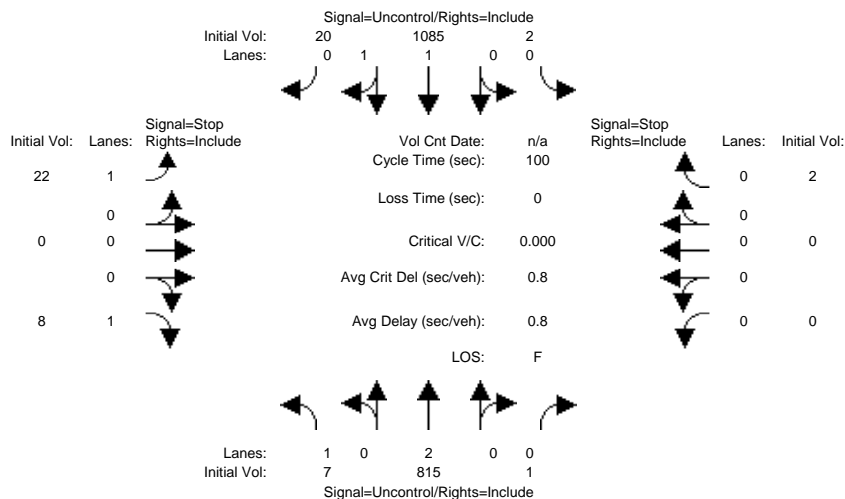 Signal=Uncontrol/Rights=Include
Initial Vol: 20 1085 2
Lanes: 0 1 1 0 0
Signal=Stop
Initial Vol: Lanes: Rights=Include
Vol Cnt Date: n/a
Signal=Stop
Rights=Include Lanes: Initial Vol:
Cycle Time (sec): 100
22 1
0 2
Loss Time (sec): 0
0
0
0 0
Critical V/C: 0.000
0 0
0
Avg Crit Del (sec/veh): 0.8
0
8 1
Avg Delay (sec/veh): 0.8
0 0
LOS: F
Lanes: 1 0 2 0 0
Initial Vol: 7 815 1
Signal=Uncontrol/Rights=Include